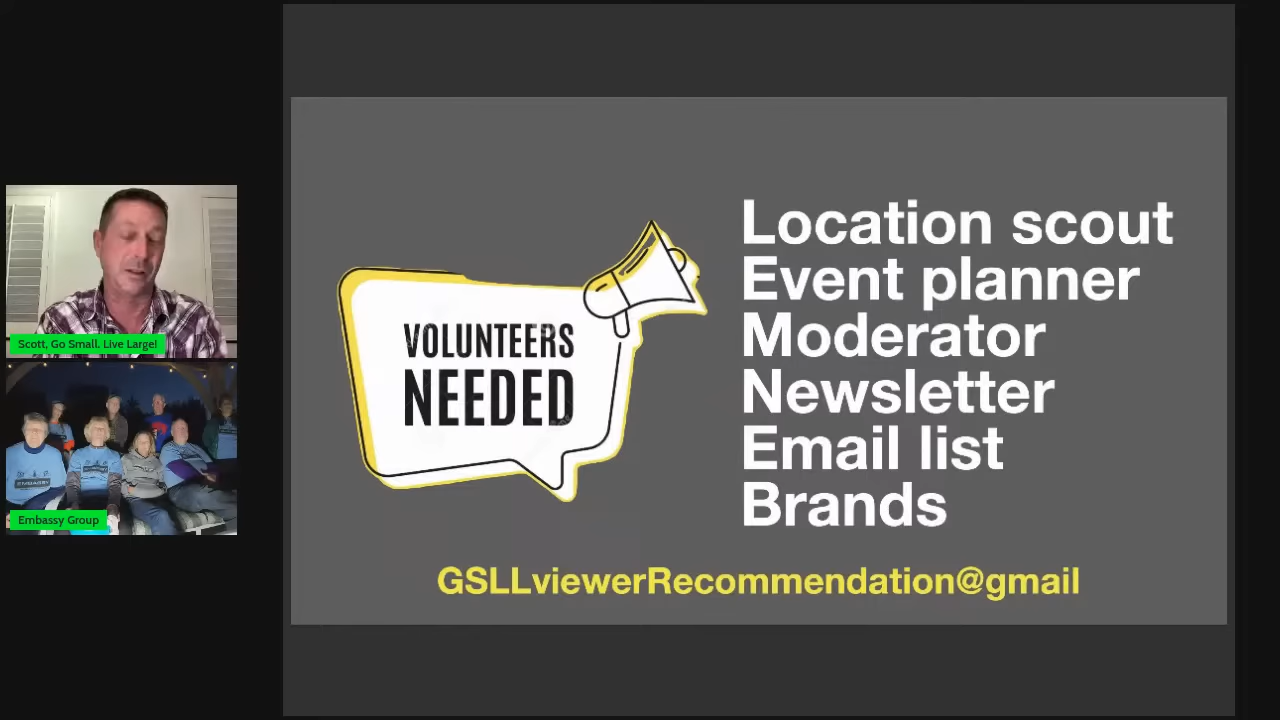 Scott, Go Small. Live Large!
EMBASSY
Embassy Group
VOLUNTEERS
NEEDED
Location scout
Event planner
Moderator
Newsletter
Email list
Brands
GSLLviewerRecommendation@gmail